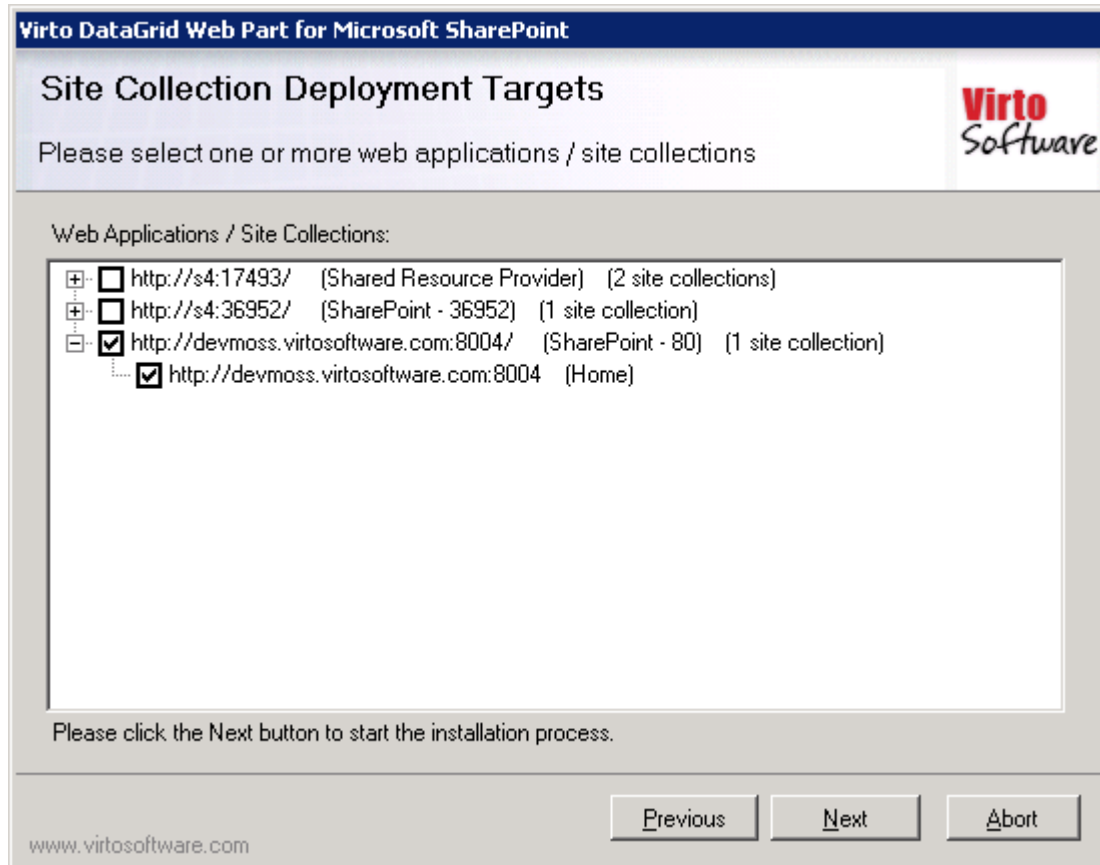 Virto DataGrid Web Part for Microsoft SharePoint
Site Collection Deployment Targets
Please select one or more web applications / site collections
Virto
Software
Web Applications / Site Collections:
http://s4:17493/ (Shared Resource Provider) (2 site collections)
http://s4:36952/ (SharePoint - 36952) (1 site collection)
http://devmoss.virtosoftware.com:8004/ (SharePoint - 80) (1 site collection)
http://devmoss.virtosoftware.com:8004 (Home)
Please click the Next button to start the installation process.
Previous Next Abort
www.virtosoftware.com